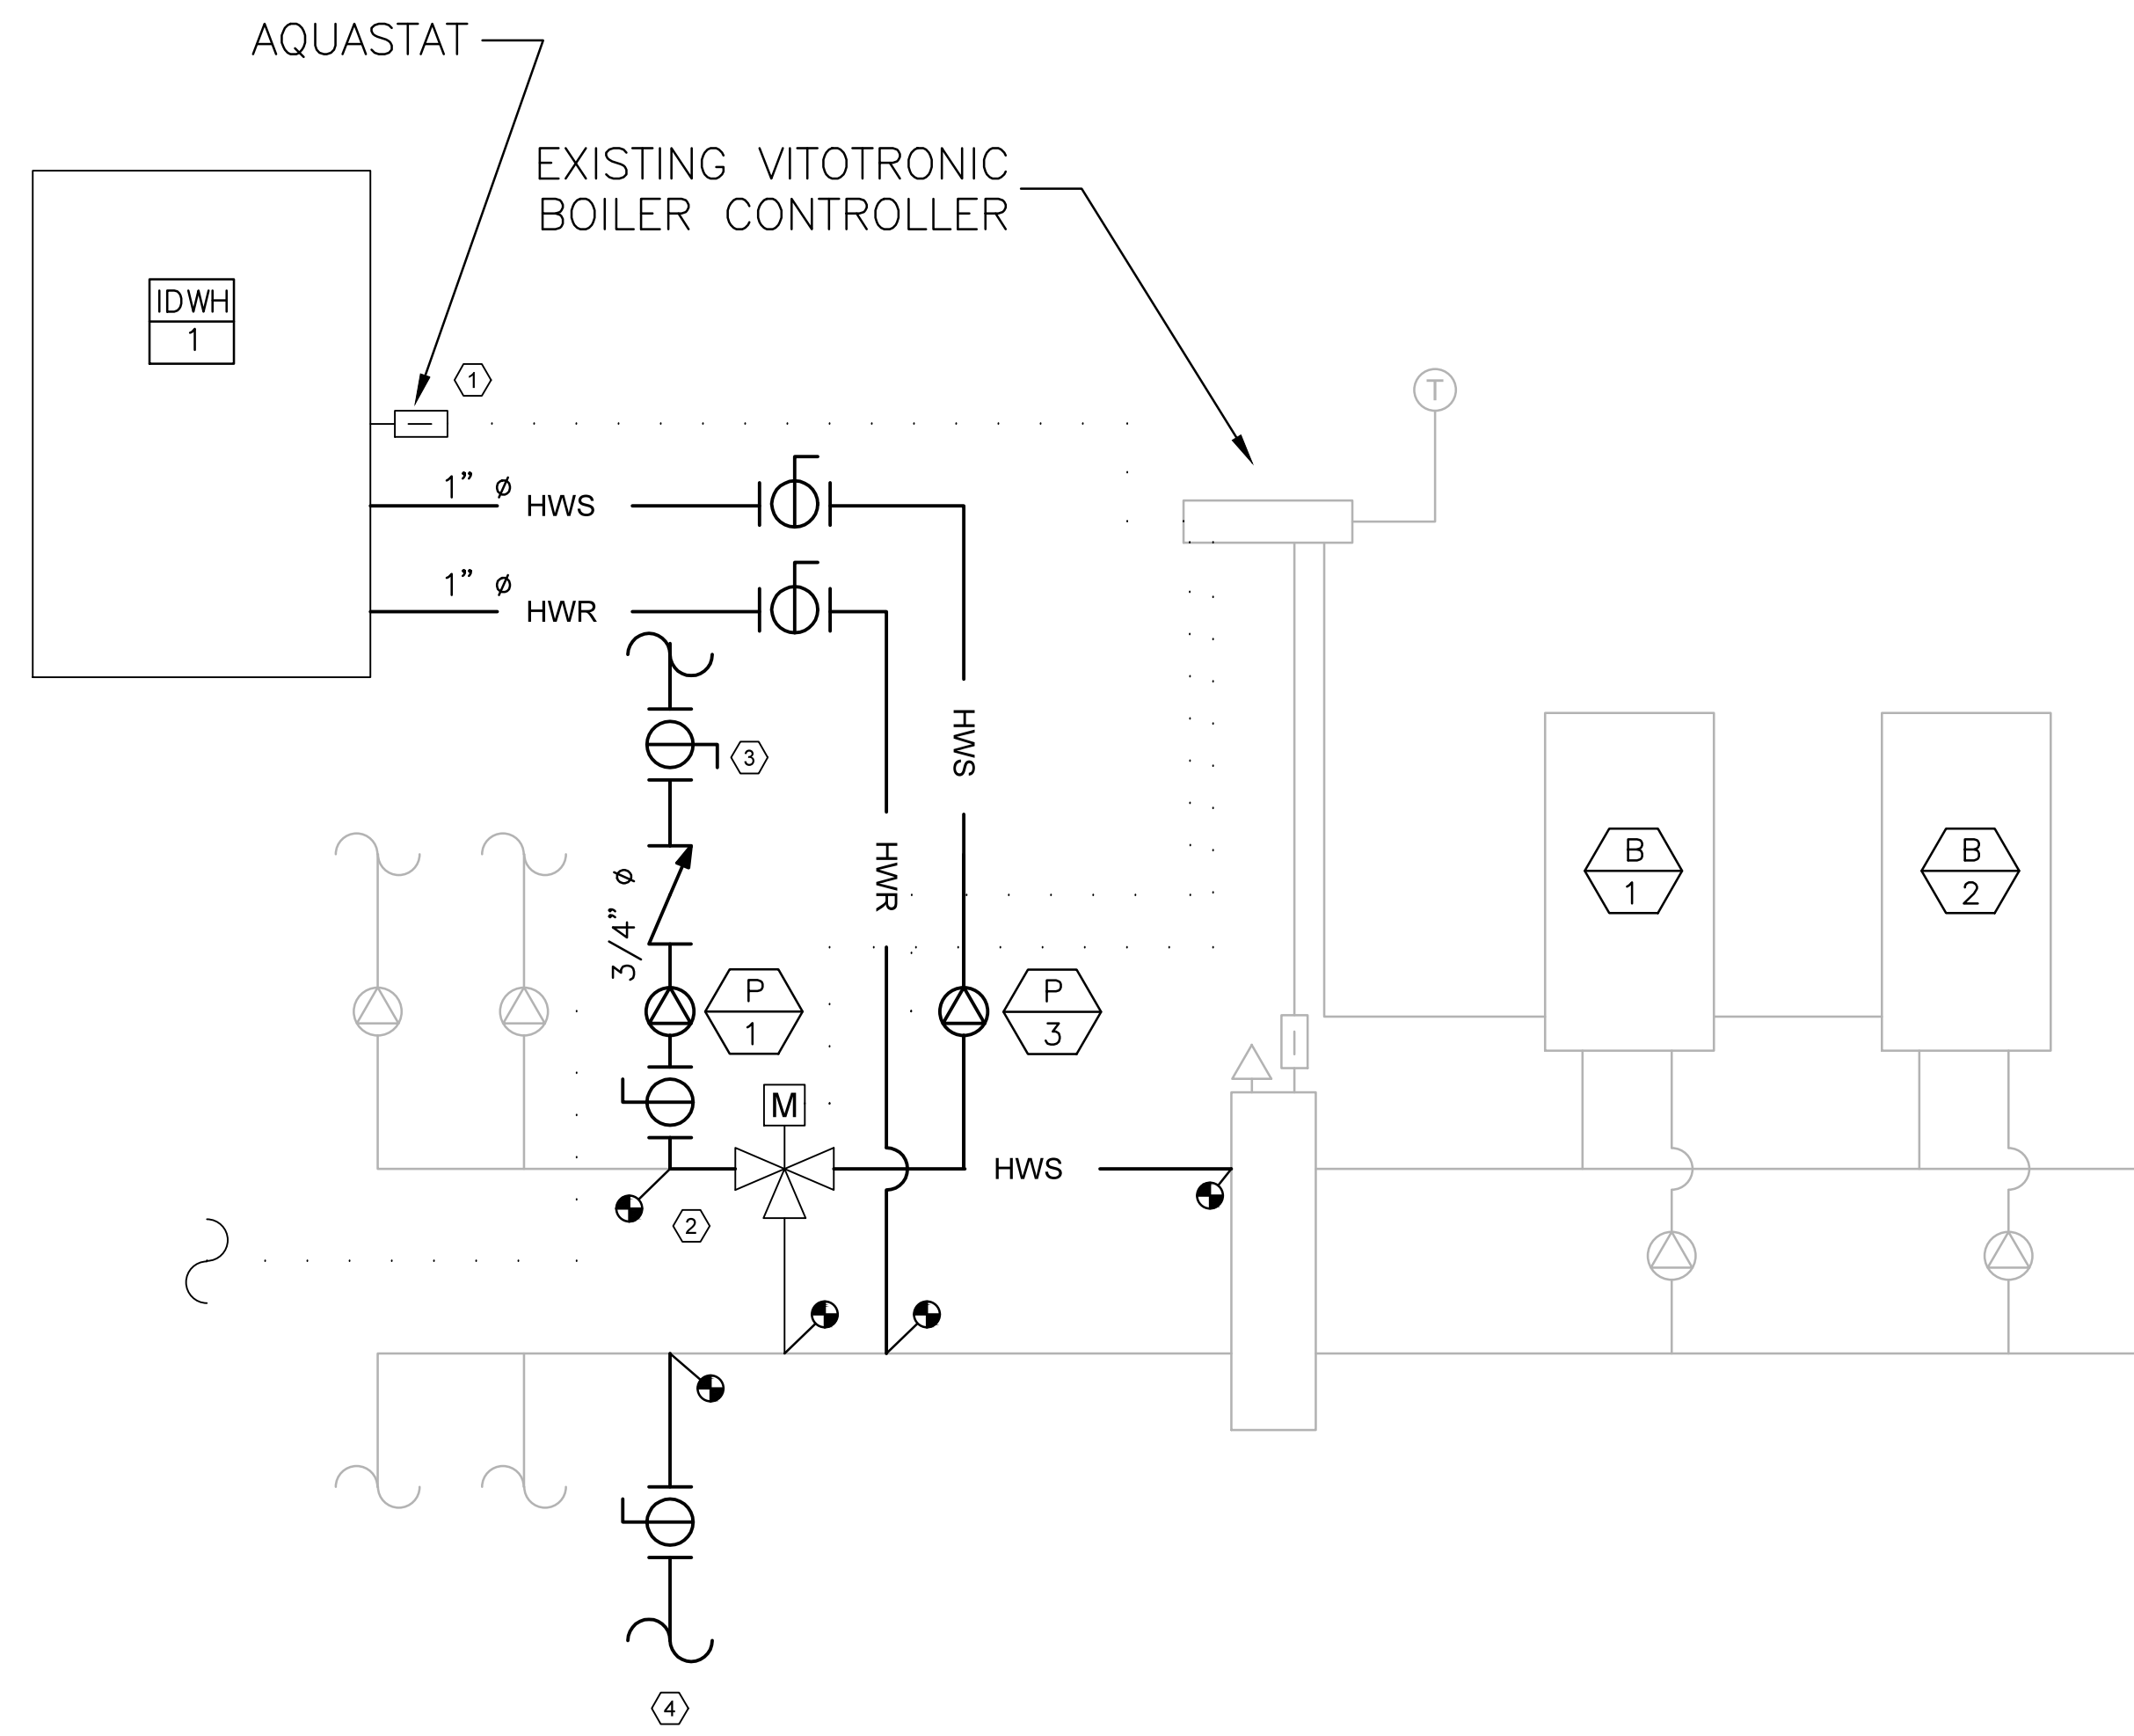 AQUASTAT
EXISTING VITOTRONIC
BOILER CONTROLLER
IDWH
1
1
T
1" ø
HWS
1" ø
HWR
HWS
3
HWR
3/4" ø
B
1
B
2
P
1
P
3
M
HWS
2
4